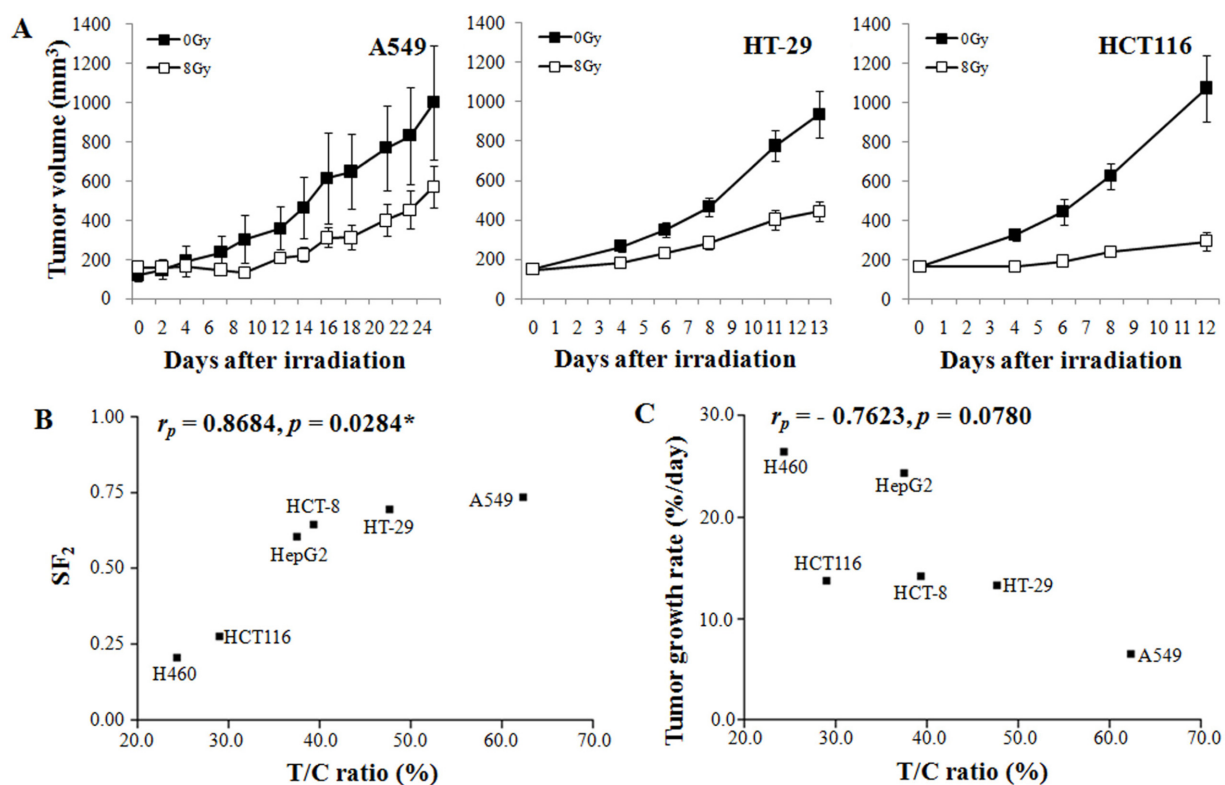 A
Tumor volume (mm³)
1400
1200
1000
800
600
400
200
0
0Gy
8Gy
A549
0 2 4 6 8 10 12 14 16 18 20 22 24
Days after irradiation
1400
1200
1000
800
600
400
200
0
0Gy
8Gy
HT-29
0 1 2 3 4 5 6 7 8 9 10 11 12 13
Days after irradiation
1400
1200
1000
800
600
400
200
0
0Gy
8Gy
HCT116
0 1 2 3 4 5 6 7 8 9 10 11 12
Days after irradiation
B
rp = 0.8684, p = 0.0284*
SF₂
1.00
0.75
0.50
0.25
0.00
A549
HCT-8
HT-29
HepG2
HCT116
H460
20.0 30.0 40.0 50.0 60.0 70.0
T/C ratio (%)
C
rp = - 0.7623, p = 0.0780
Tumor growth rate (%/day)
30.0
20.0
10.0
0.0
H460
HepG2
HCT116
HCT-8
HT-29
A549
20.0 30.0 40.0 50.0 60.0 70.0
T/C ratio (%)